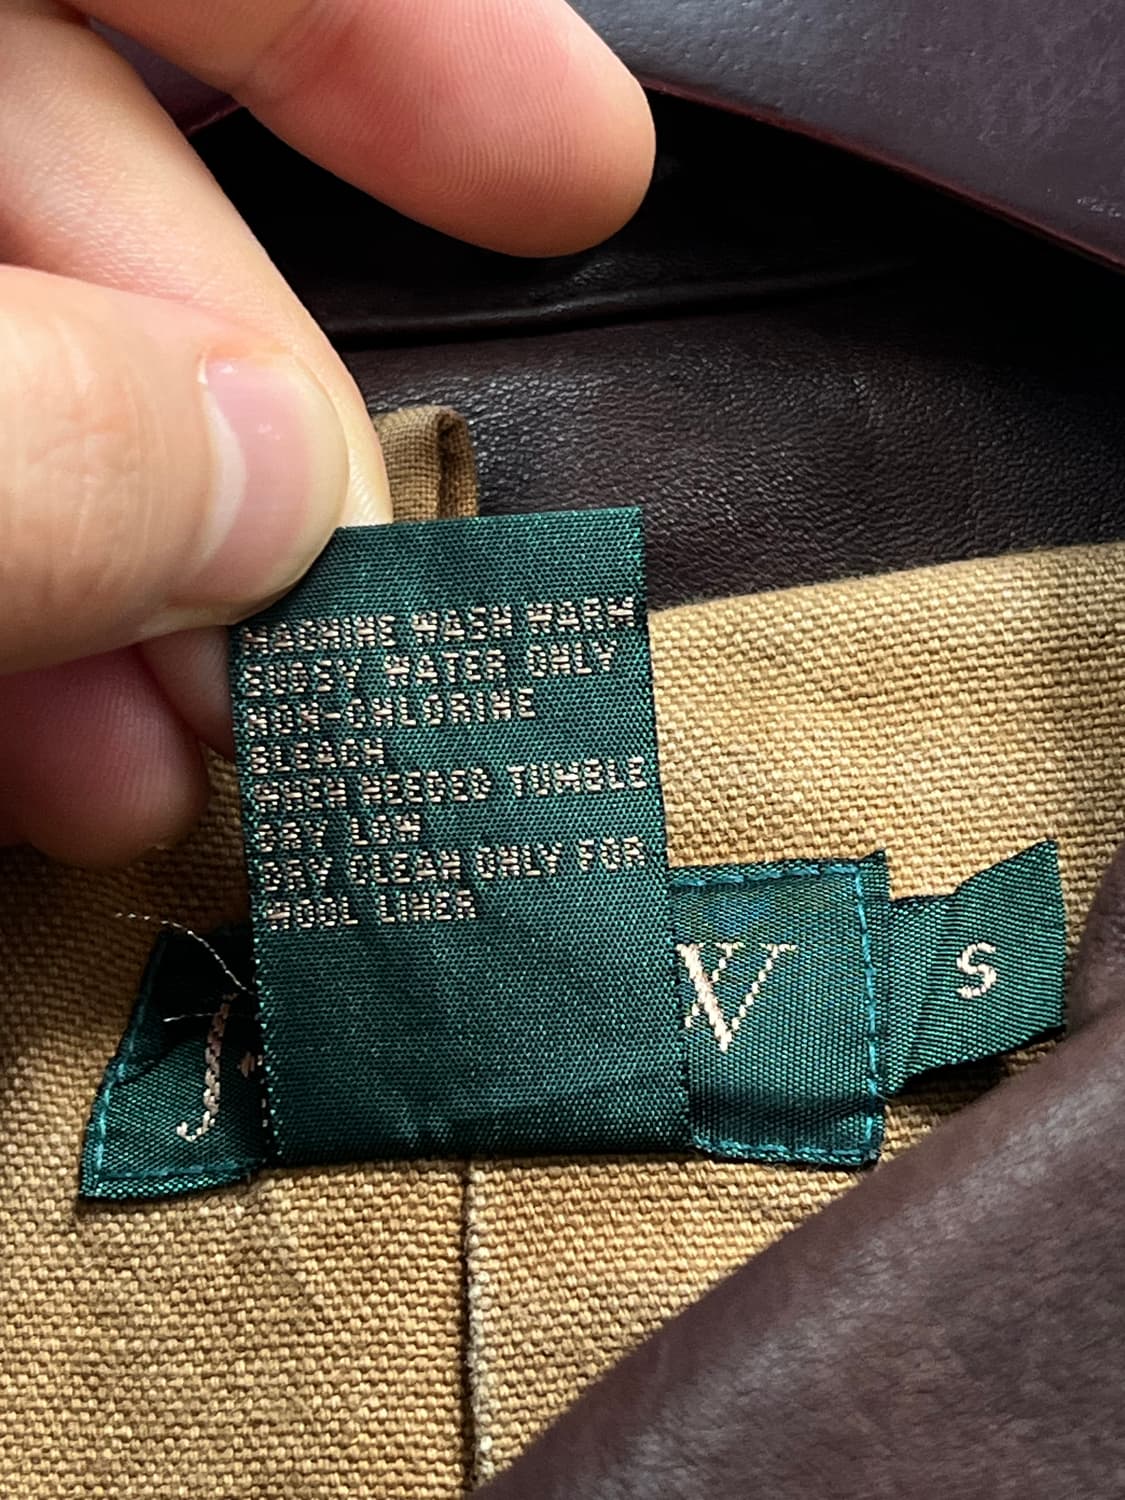 MACHINE WASH WARM
SUDSY WATER ONLY
NON-CHLORINE
BLEACH
WHEN NEEDED TUMBLE
DRY LOW
DRY CLEAN ONLY FOR
WOOL LINER
J.
W
S